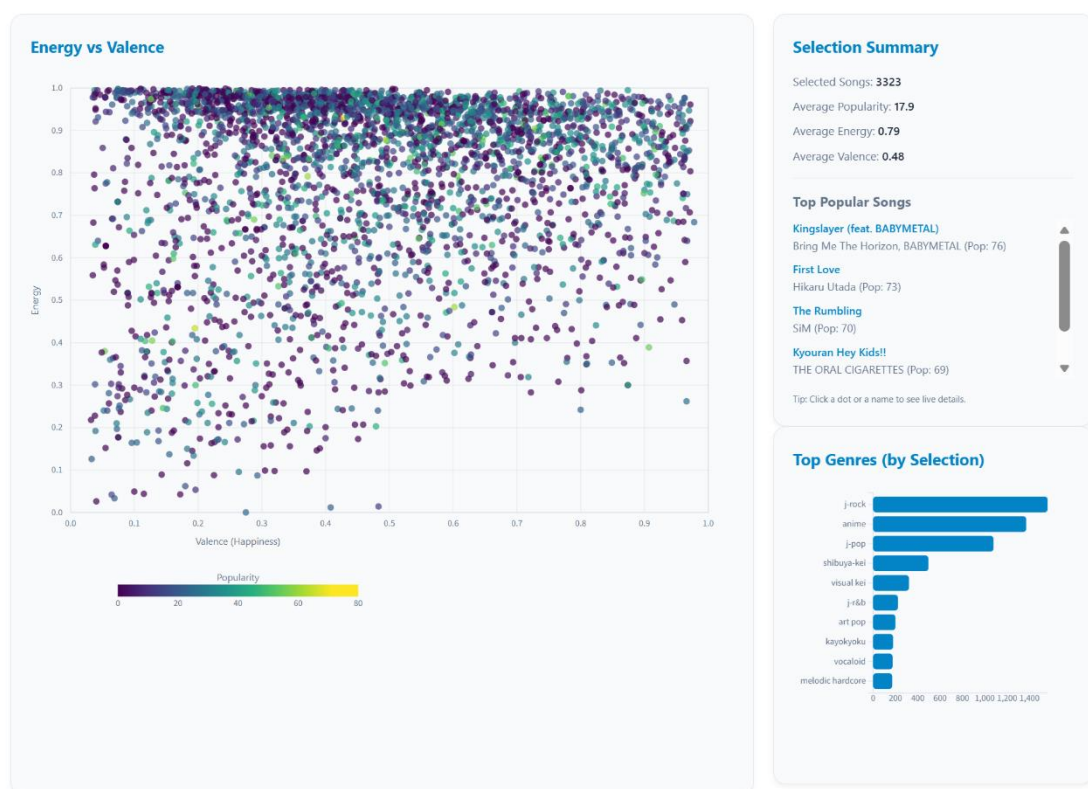 Energy vs Valence
1.0
0.9
0.8
0.7
0.6
0.5
0.4
0.3
0.2
0.1
0.0
Energy
0.0 0.1 0.2 0.3 0.4 0.5 0.6 0.7 0.8 0.9 1.0
Valence (Happiness)
Popularity
0 20 40 60 80
Selection Summary
Selected Songs: 3323
Average Popularity: 17.9
Average Energy: 0.79
Average Valence: 0.48
Top Popular Songs
Kingslayer (feat. BABYMETAL)
Bring Me The Horizon, BABYMETAL (Pop: 76)
First Love
Hikaru Utada (Pop: 73)
The Rumbling
SiM (Pop: 70)
Kyouran Hey Kids!!
THE ORAL CIGARETTES (Pop: 69)
Tip: Click a dot or a name to see live details.
Top Genres (by Selection)
j-rock
anime
j-pop
shibuya-kei
visual kei
j-r&b
art pop
kayokyoku
vocaloid
melodic hardcore
0 200 400 600 800 1,000 1,200 1,400